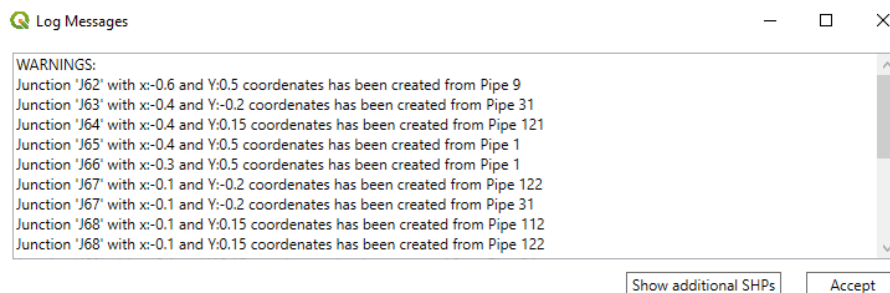 Log Messages
WARNINGS:
Junction 'J62' with x:-0.6 and Y:0.5 coordenates has been created from Pipe 9
Junction 'J63' with x:-0.4 and Y:-0.2 coordenates has been created from Pipe 31
Junction 'J64' with x:-0.4 and Y:0.15 coordenates has been created from Pipe 121
Junction 'J65' with x:-0.4 and Y:0.5 coordenates has been created from Pipe 1
Junction 'J66' with x:-0.3 and Y:0.5 coordenates has been created from Pipe 1
Junction 'J67' with x:-0.1 and Y:-0.2 coordenates has been created from Pipe 122
Junction 'J67' with x:-0.1 and Y:-0.2 coordenates has been created from Pipe 31
Junction 'J68' with x:-0.1 and Y:0.15 coordenates has been created from Pipe 112
Junction 'J68' with x:-0.1 and Y:0.15 coordenates has been created from Pipe 122
Show additional SHPs
Accept